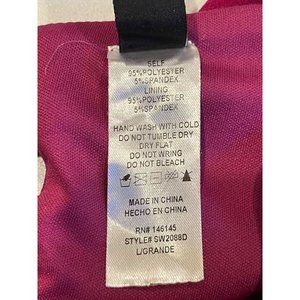 SELF
95%POLYESTER
5%SPANDEX
LINING
95%POLYESTER
5%SPANDEX
HAND WASH WITH COLD
DO NOT TUMBLE DRY
DRY FLAT
DO NOT WRING
DO NOT BLEACH
MADE IN CHINA
HECHO EN CHINA
RN# 146145
STYLE# SW2088D
L/GRANDE